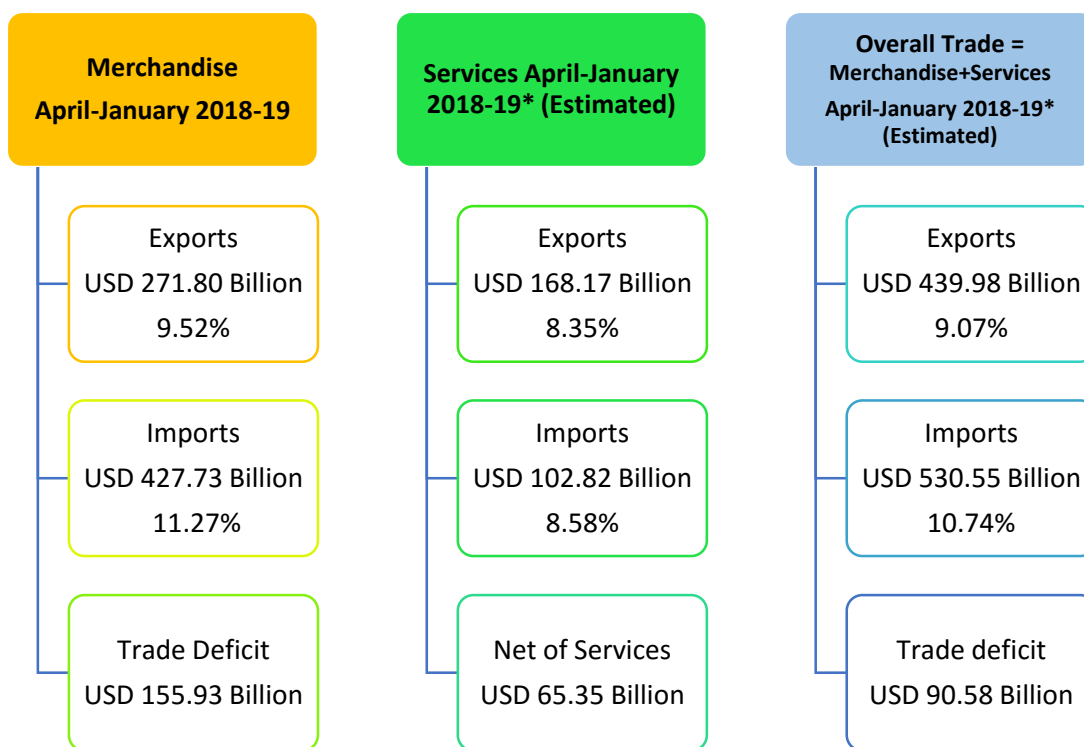 Merchandise
April-January 2018-19
Exports
USD 271.80 Billion
9.52%
Imports
USD 427.73 Billion
11.27%
Trade Deficit
USD 155.93 Billion
Services April-January
2018-19* (Estimated)
Exports
USD 168.17 Billion
8.35%
Imports
USD 102.82 Billion
8.58%
Net of Services
USD 65.35 Billion
Overall Trade =
Merchandise+Services
April-January 2018-19*
(Estimated)
Exports
USD 439.98 Billion
9.07%
Imports
USD 530.55 Billion
10.74%
Trade deficit
USD 90.58 Billion